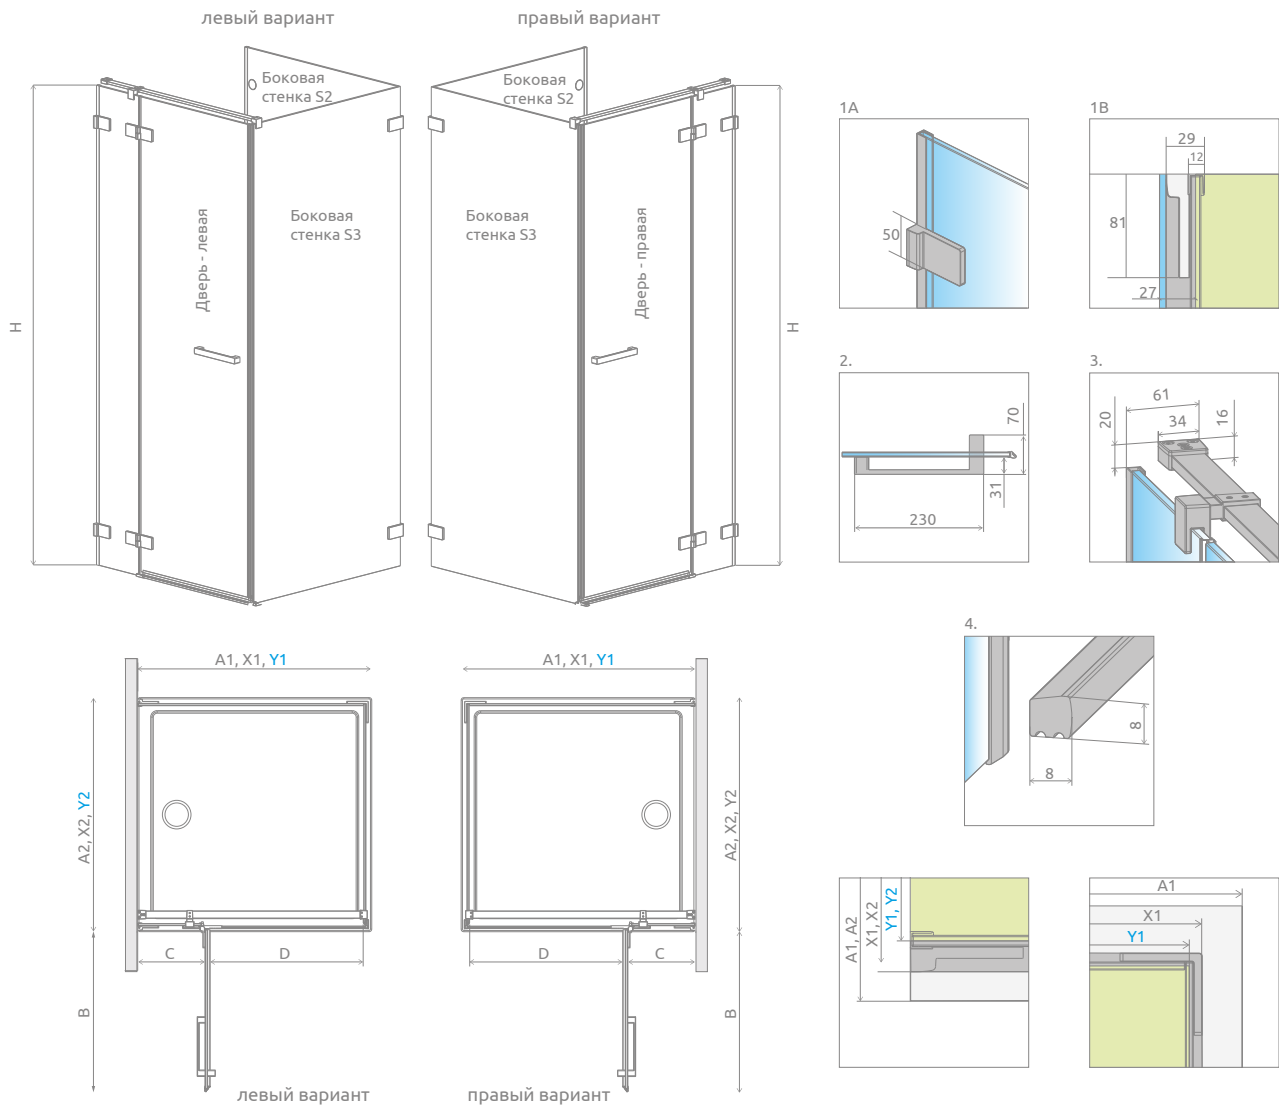 левый вариант
правый вариант
Боковая
стенка S2
Боковая
стенка S2
Дверь - левая
Боковая
стенка S3
Боковая
стенка S3
Дверь - правая
H
H
1A
50
1B
29
12
81
27
2.
70
31
230
3.
61
34
16
20
4.
8
8
A1, X1, Y1
A1, X1, Y1
A2, X2, Y2
A2, X2, Y2
C
D
D
C
B
B
левый вариант
правый вариант
A1, A2
X1, X2
Y1, Y2
A1
X1
Y1